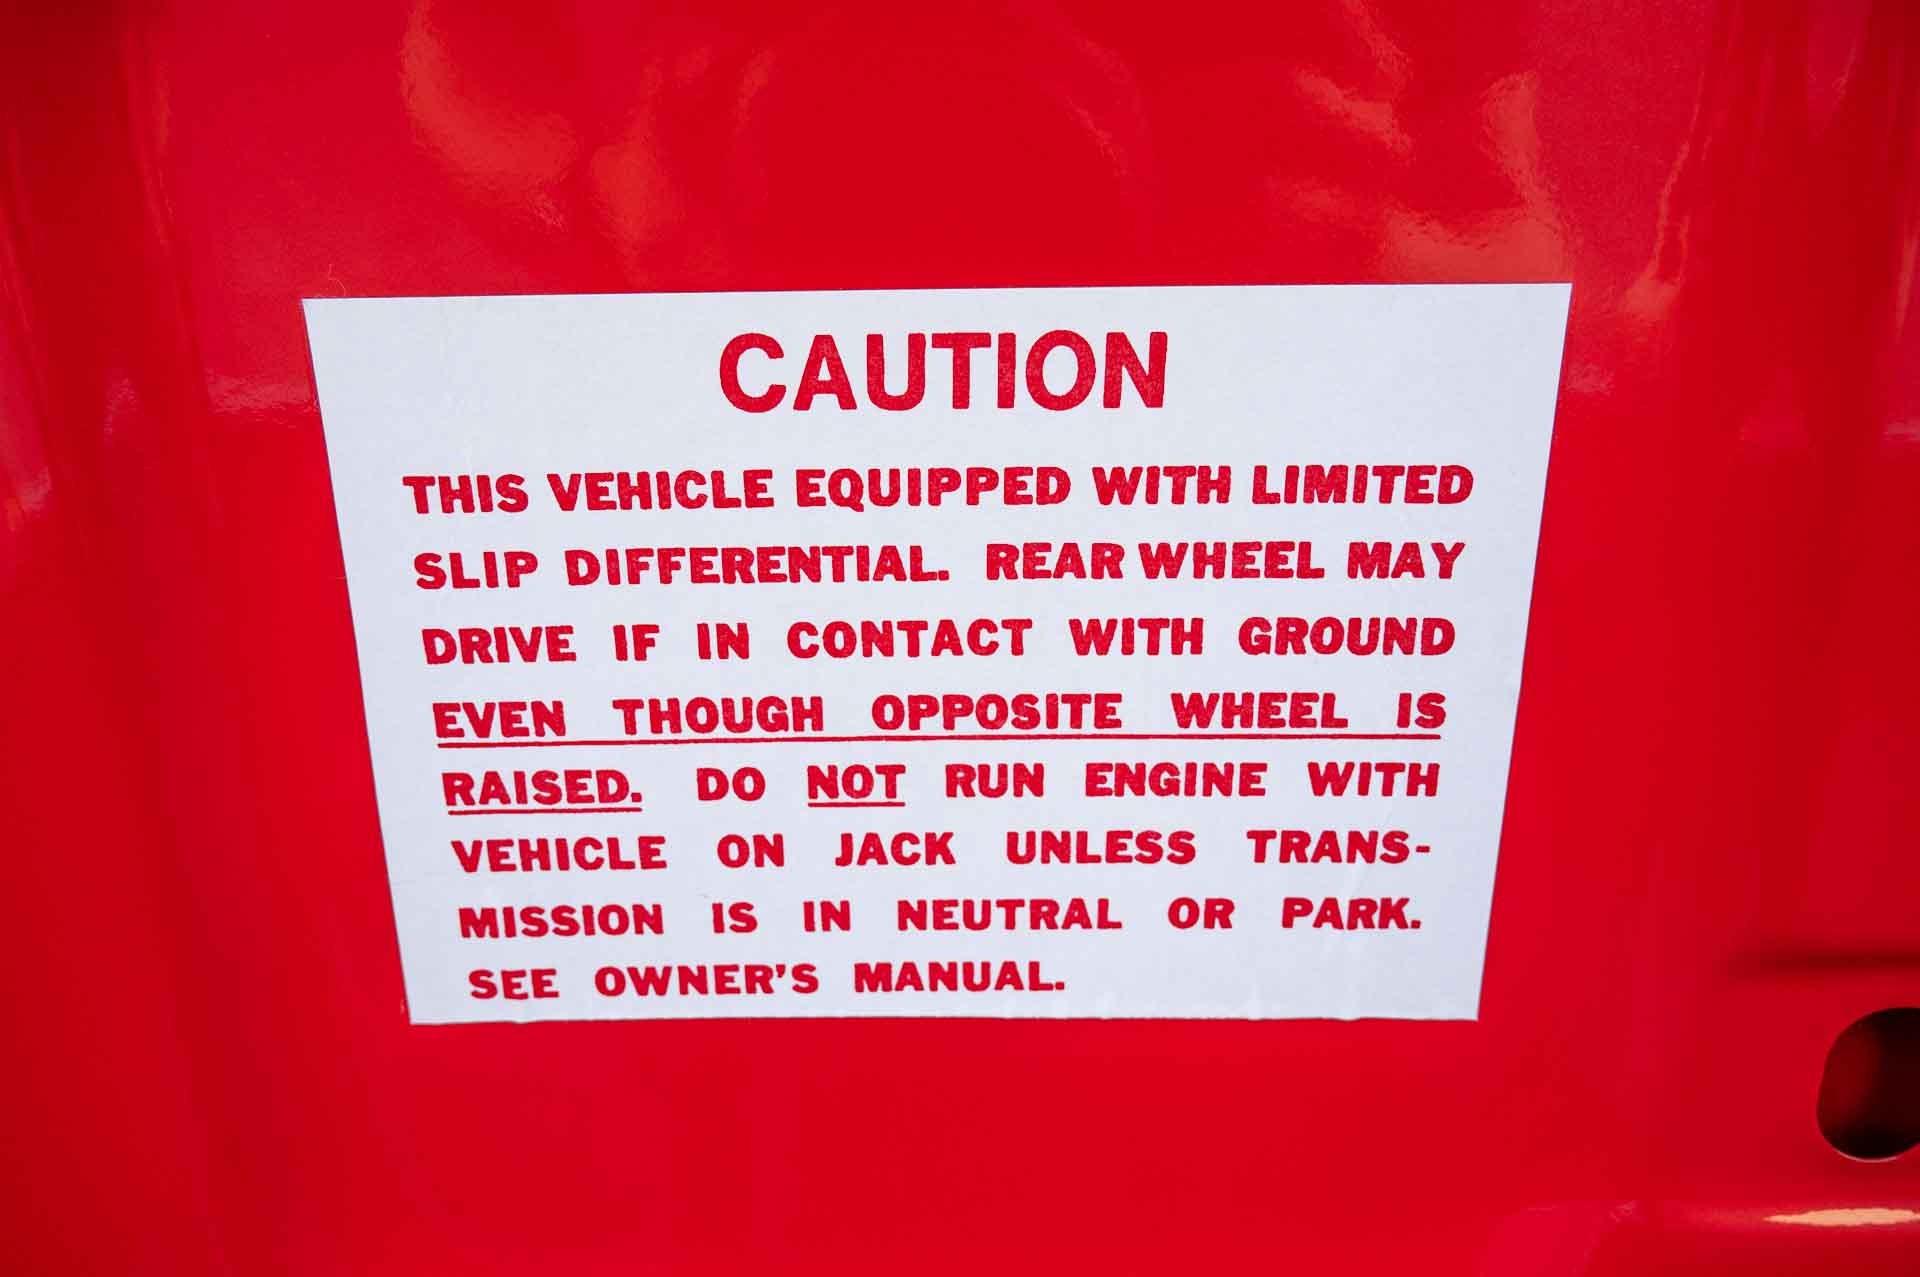 CAUTION
THIS VEHICLE EQUIPPED WITH LIMITED
SLIP DIFFERENTIAL. REAR WHEEL MAY
DRIVE IF IN CONTACT WITH GROUND
EVEN THOUGH OPPOSITE WHEEL IS
RAISED. DO NOT RUN ENGINE WITH
VEHICLE ON JACK UNLESS TRANS-
MISSION IS IN NEUTRAL OR PARK.
SEE OWNER'S MANUAL.